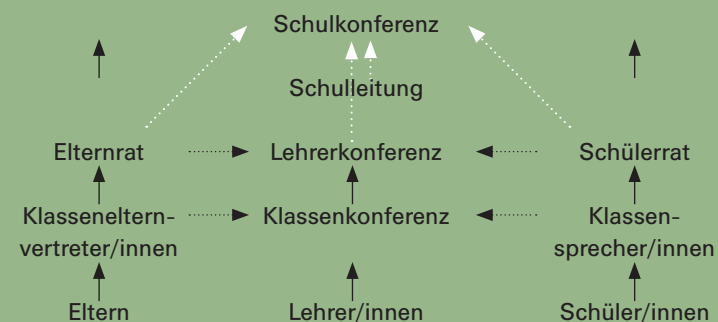 Schulkonferenz
Schulleitung
Elternrat Lehrerkonferenz Schülerrat
Klasseneltern- Klassenkonferenz Klassen-
vertreter/innen sprecher/innen
Eltern Lehrer/innen Schüler/innen